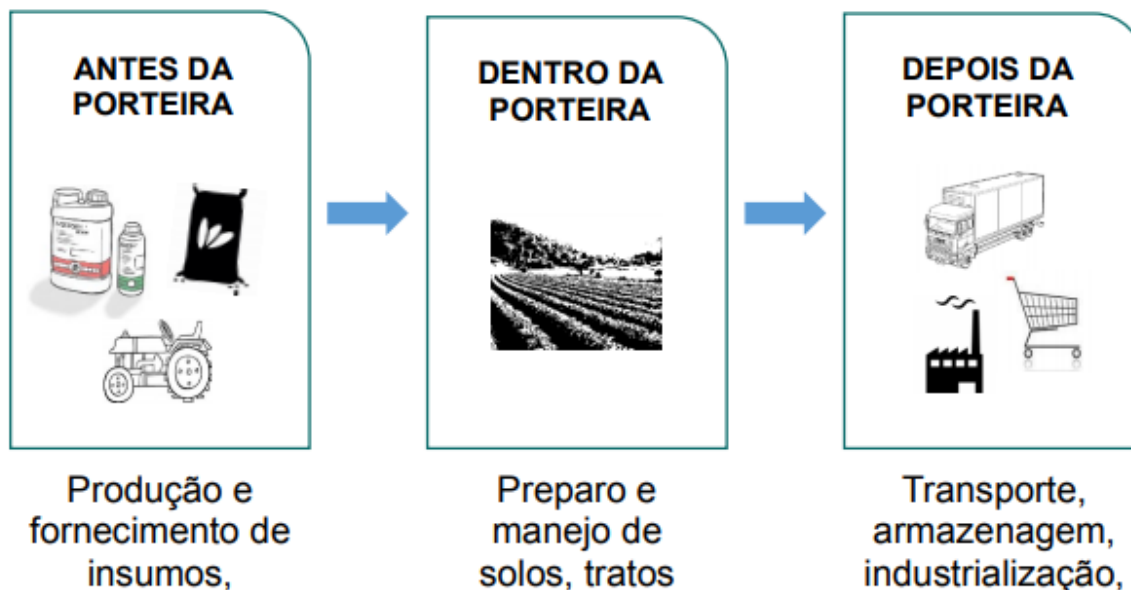 ANTES DA
PORTEIRA
Produção e
fornecimento de
insumos,
DENTRO DA
PORTEIRA
Preparo e
manejo de
solos, tratos
DEPOIS DA
PORTEIRA
Transporte,
armazenagem,
industrialização,